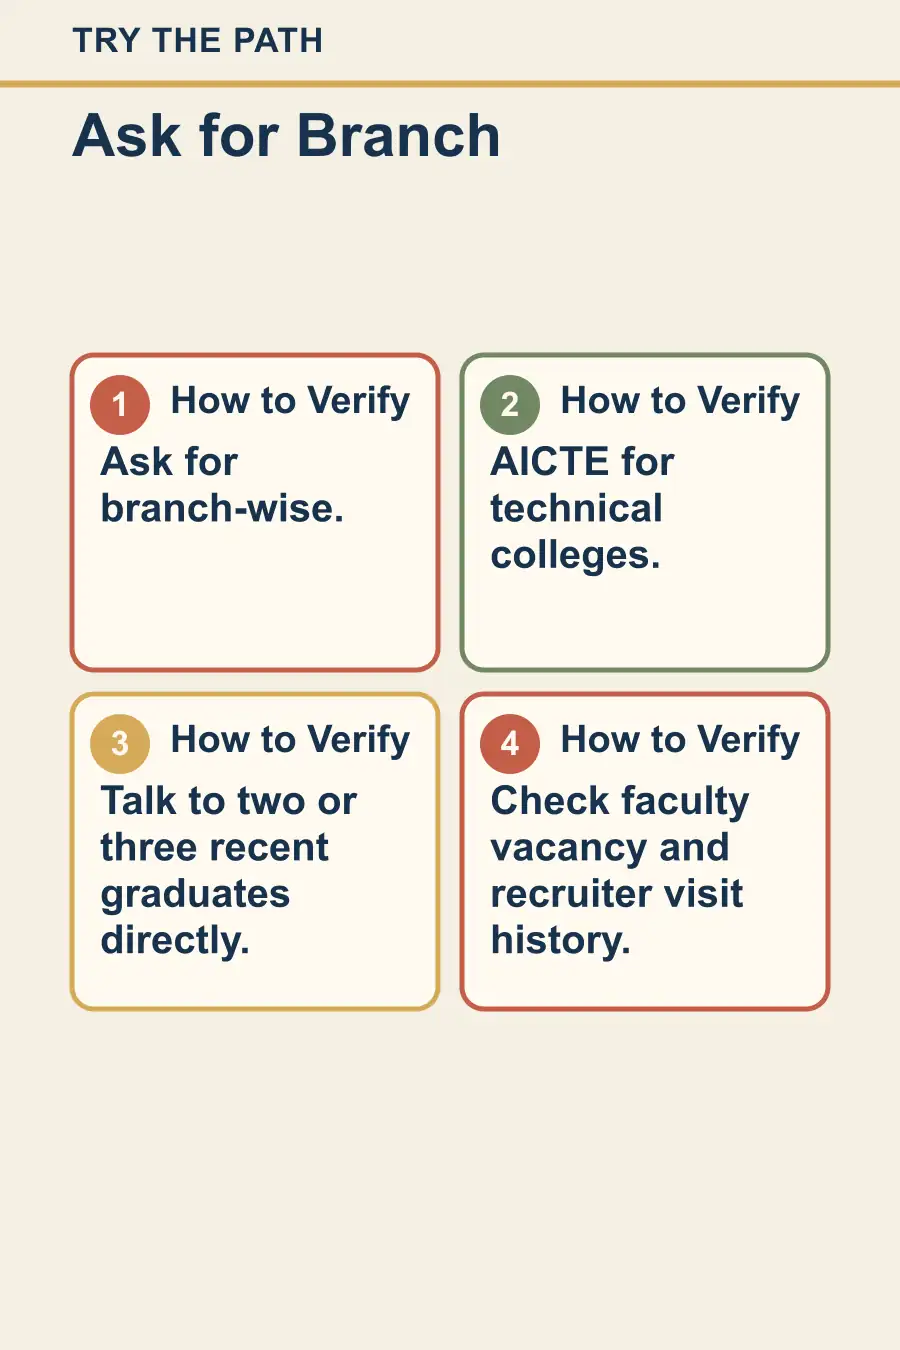 TRY THE PATH
Ask for Branch
1 How to Verify
Ask for
branch-wise.
2 How to Verify
AICTE for
technical
colleges.
3 How to Verify
Talk to two or
three recent
graduates
directly.
4 How to Verify
Check faculty
vacancy and
recruiter visit
history.